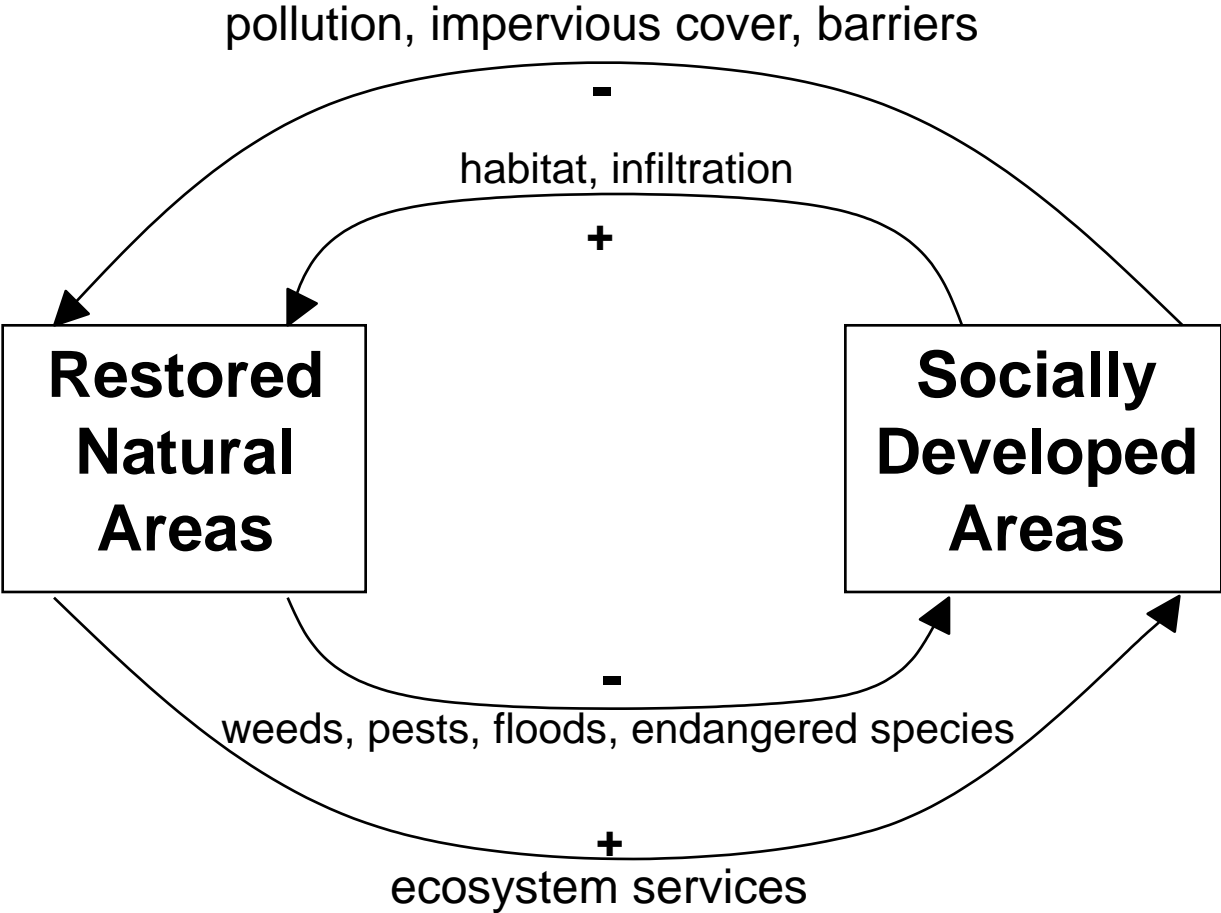 pollution, impervious cover, barriers
-
habitat, infiltration
+
Restored
Natural
Areas
Socially
Developed
Areas
-
weeds, pests, floods, endangered species
+
ecosystem services